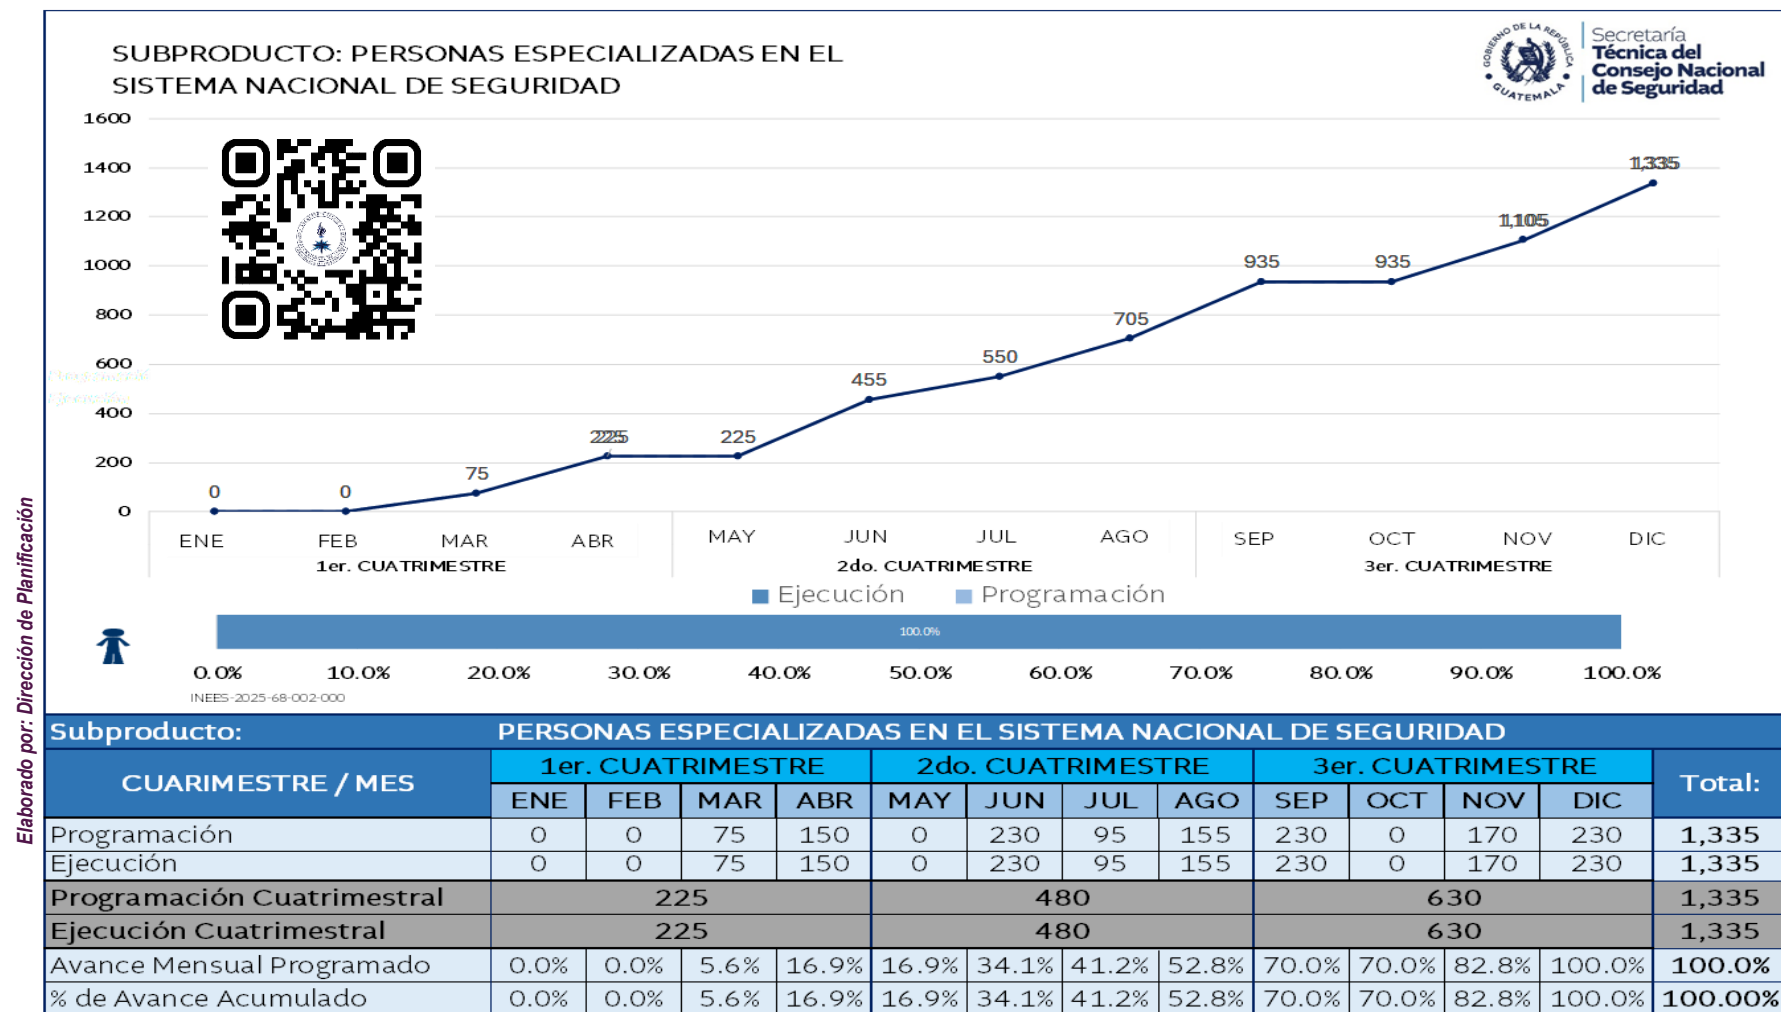 SUBPRODUCTO: PERSONAS ESPECIALIZADAS EN EL
SISTEMA NACIONAL DE SEGURIDAD
GOBIERNO DE LA REPÚBLICA
GUATEMALA
Secretaría
Técnica del
Consejo Nacional
de Seguridad
1600
1400
1200
1000
800
600
400
200
0
0
0
75
225
225
455
550
705
935
935
1,105
1,335
ENE FEB MAR ABR MAY JUN JUL AGO SEP OCT NOV DIC
1er. CUATRIMESTRE 2do. CUATRIMESTRE 3er. CUATRIMESTRE
Ejecución Programación
100.0%
0.0% 10.0% 20.0% 30.0% 40.0% 50.0% 60.0% 70.0% 80.0% 90.0% 100.0%
INEES-2025-68-002-000
Elaborado por: Dirección de Planificación
Subproducto: PERSONAS ESPECIALIZADAS EN EL SISTEMA NACIONAL DE SEGURIDAD
CUARIMESTRE / MES 1er. CUATRIMESTRE 2do. CUATRIMESTRE 3er. CUATRIMESTRE Total:
ENE FEB MAR ABR MAY JUN JUL AGO SEP OCT NOV DIC
Programación 0 0 75 150 0 230 95 155 230 0 170 230 1,335
Ejecución 0 0 75 150 0 230 95 155 230 0 170 230 1,335
Programación Cuatrimestral 225 480 630 1,335
Ejecución Cuatrimestral 225 480 630 1,335
Avance Mensual Programado 0.0% 0.0% 5.6% 16.9% 16.9% 34.1% 41.2% 52.8% 70.0% 70.0% 82.8% 100.0% 100.0%
% de Avance Acumulado 0.0% 0.0% 5.6% 16.9% 16.9% 34.1% 41.2% 52.8% 70.0% 70.0% 82.8% 100.0% 100.00%